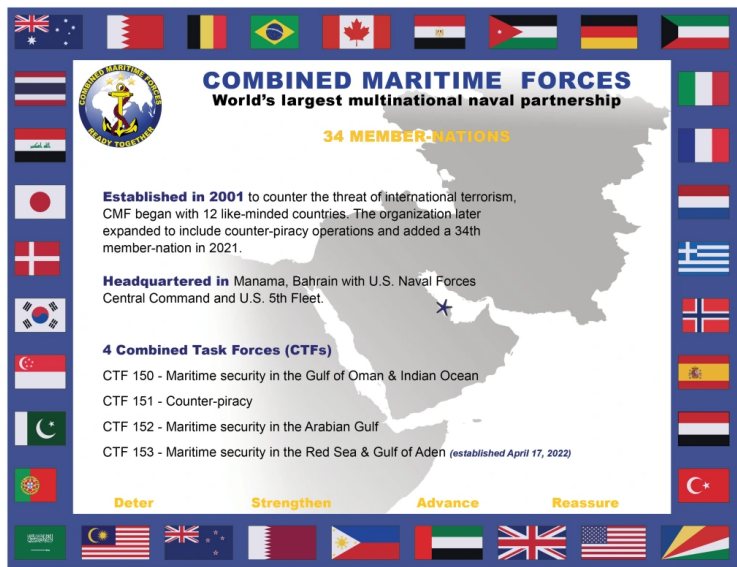 COMBINED MARITIME FORCES
READY TOGETHER
COMBINED MARITIME FORCES
World's largest multinational naval partnership
34 MEMBER-NATIONS
Established in 2001 to counter the threat of international terrorism,
CMF began with 12 like-minded countries. The organization later
expanded to include counter-piracy operations and added a 34th
member-nation in 2021.
Headquartered in Manama, Bahrain with U.S. Naval Forces
Central Command and U.S. 5th Fleet.
4 Combined Task Forces (CTFs)
CTF 150 - Maritime security in the Gulf of Oman & Indian Ocean
CTF 151 - Counter-piracy
CTF 152 - Maritime security in the Arabian Gulf
CTF 153 - Maritime security in the Red Sea & Gulf of Aden (established April 17, 2022)
Deter Strengthen Advance Reassure